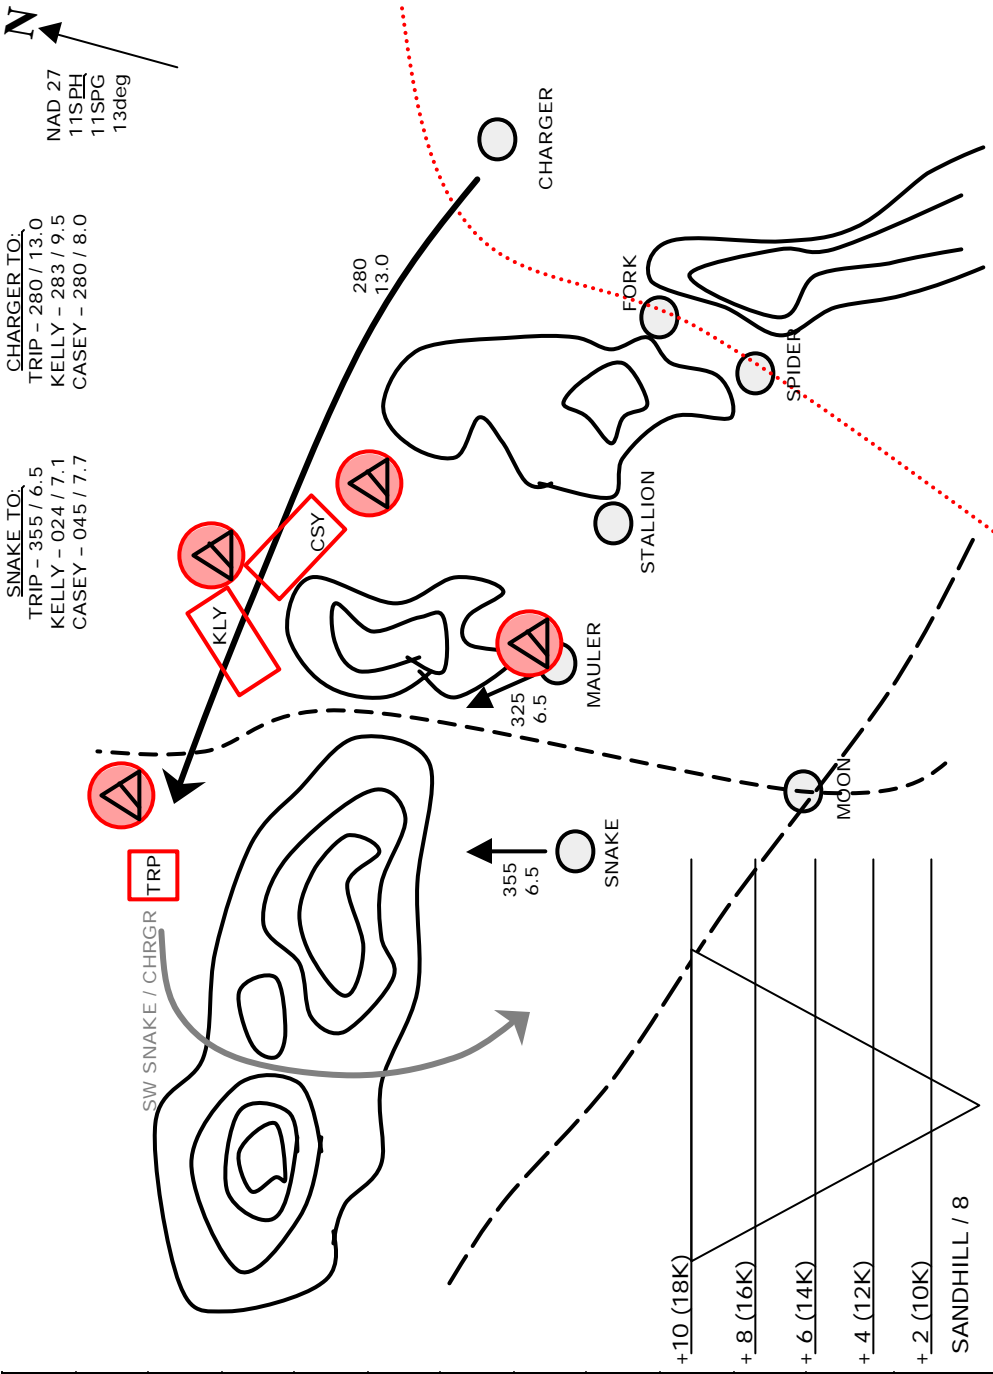 N
NAD 27
11SPH
11SPG
13deg
CHARGER TO:
TRIP – 280 / 13.0
KELLY – 283 / 9.5
CASEY – 280 / 8.0
SNAKE TO:
TRIP – 355 / 6.5
KELLY – 024 / 7.1
CASEY – 045 / 7.7
CHARGER
280
13.0
FORK
SPIDER
STALLION
CSY
KLY
MAULER
325
6.5
MOON
TRP
SNAKE
355
6.5
SW SNAKE / CHRGR
+10 (18K)
+ 8 (16K)
+ 6 (14K)
+ 4 (12K)
+ 2 (10K)
SANDHILL / 8